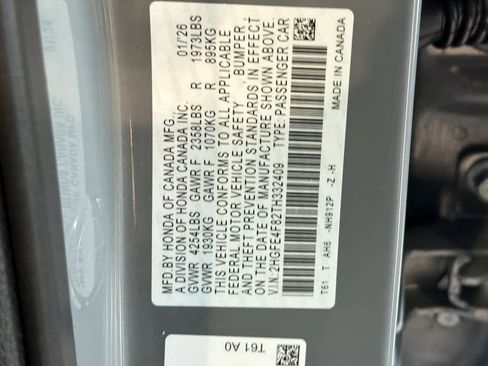 MFD.BY HONDA OF CANADA MFG. 01/26
A DIVISION OF HONDA CANADA INC.
GVWR 4254LBS GAWR F 2358LBS R 1973LBS
GVWR 1934KG GAWR F 1070KG R 895KG
THIS VEHICLE CONFORMS TO ALL APPLICABLE
FEDERAL MOTOR VEHICLE SAFETY, BUMPER
AND THEFT PREVENTION STANDARDS IN EFFECT
ON THE DATE OF MANUFACTURE SHOWN ABOVE.
V.I.N. 2HGFE4F82TH332409 TYPE: PASSENGER CAR
T61 T AH6 -NH912P -Z -H
MADE IN CANADA
T61 A0